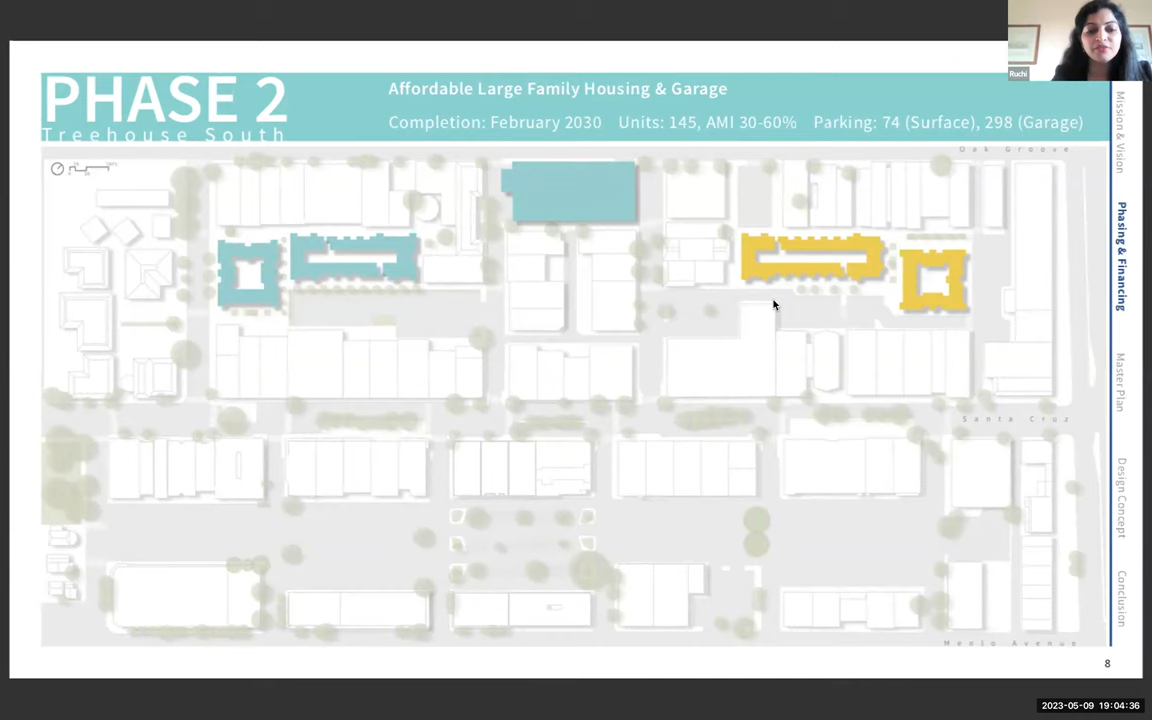 PHASE 2
Treehouse South
Affordable Large Family Housing & Garage
Completion: February 2030 Units: 145, AMI 30-60% Parking: 74 (Surface), 298 (Garage)
Ruchi
Oak Groove
Mission & Vision
Phasing & Financing
Master Plan
Design Concept
Conclusion
Santa Cruz
Menlo Avenue
8
2023-05-09 19:04:36